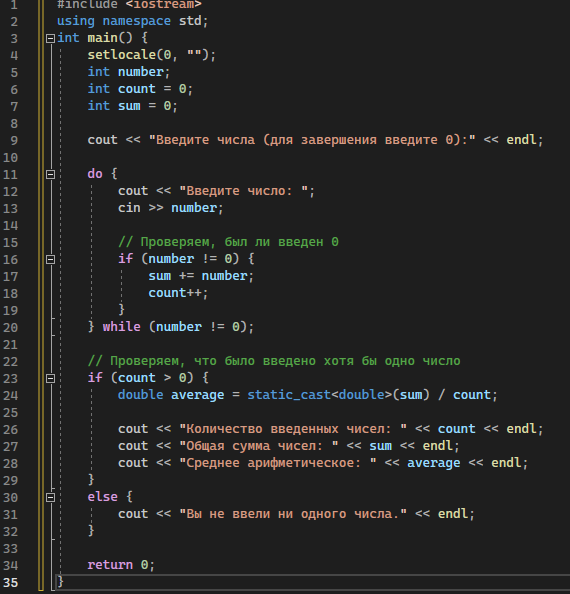 1 #include <iostream>
2 using namespace std;
3 int main() {
4 setlocale(0, "");
5 int number;
6 int count = 0;
7 int sum = 0;
8
9 cout << "Введите числа (для завершения введите 0):" << endl;
10
11 do {
12 cout << "Введите число: ";
13 cin >> number;
14
15 // Проверяем, был ли введен 0
16 if (number != 0) {
17 sum += number;
18 count++;
19 }
20 } while (number != 0);
21
22 // Проверяем, что было введено хотя бы одно число
23 if (count > 0) {
24 double average = static_cast<double>(sum) / count;
25
26 cout << "Количество введенных чисел: " << count << endl;
27 cout << "Общая сумма чисел: " << sum << endl;
28 cout << "Среднее арифметическое: " << average << endl;
29 }
30 else {
31 cout << "Вы не ввели ни одного числа." << endl;
32 }
33
34 return 0;
35 }